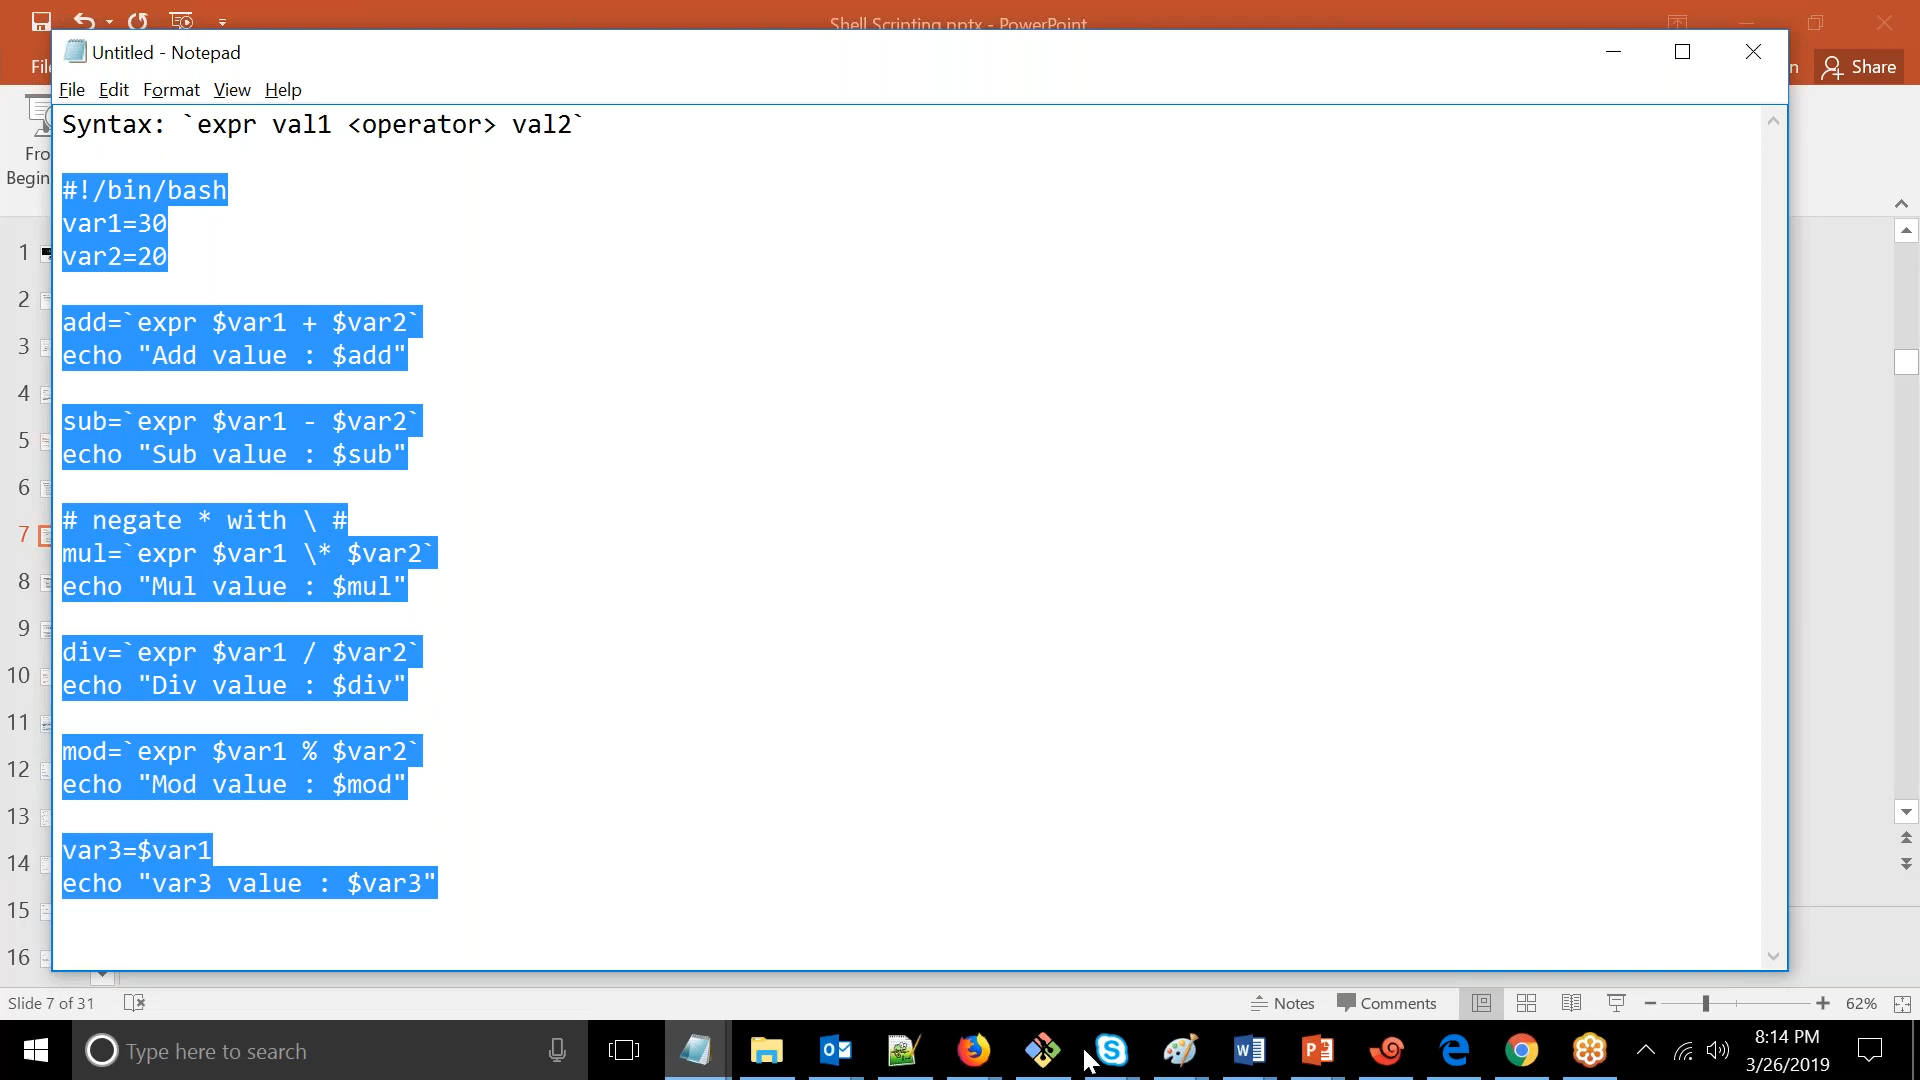 Shell Scripting.pptx - PowerPoint
Untitled - Notepad
Share
File Edit Format View Help
Syntax: `expr val1 <operator> val2`
#!/bin/bash
var1=30
var2=20
add=`expr $var1 + $var2`
echo "Add value : $add"
sub=`expr $var1 - $var2`
echo "Sub value : $sub"
# negate * with \ #
mul=`expr $var1 \* $var2`
echo "Mul value : $mul"
div=`expr $var1 / $var2`
echo "Div value : $div"
mod=`expr $var1 % $var2`
echo "Mod value : $mod"
var3=$var1
echo "var3 value : $var3"
1
2
3
4
5
6
7
8
9
10
11
12
13
14
15
16
Slide 7 of 31
Notes
Comments
62%
Type here to search
8:14 PM
3/26/2019